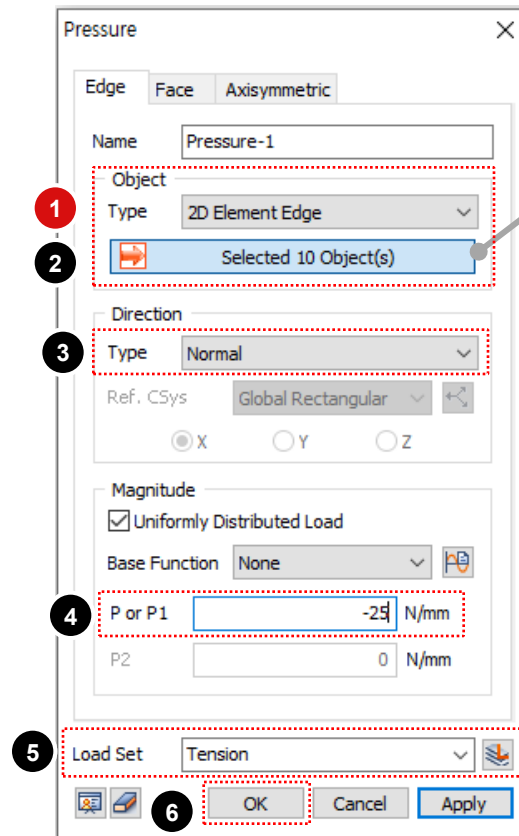 Pressure
Edge Face Axisymmetric
Name Pressure-1
Object
1 Type 2D Element Edge
2 Selected 10 Object(s)
Direction
3 Type Normal
Ref. CSys Global Rectangular
X Y Z
Magnitude
Uniformly Distributed Load
Base Function None
4 P or P1 -25 N/mm
P2 0 N/mm
5 Load Set Tension
6 OK Cancel Apply